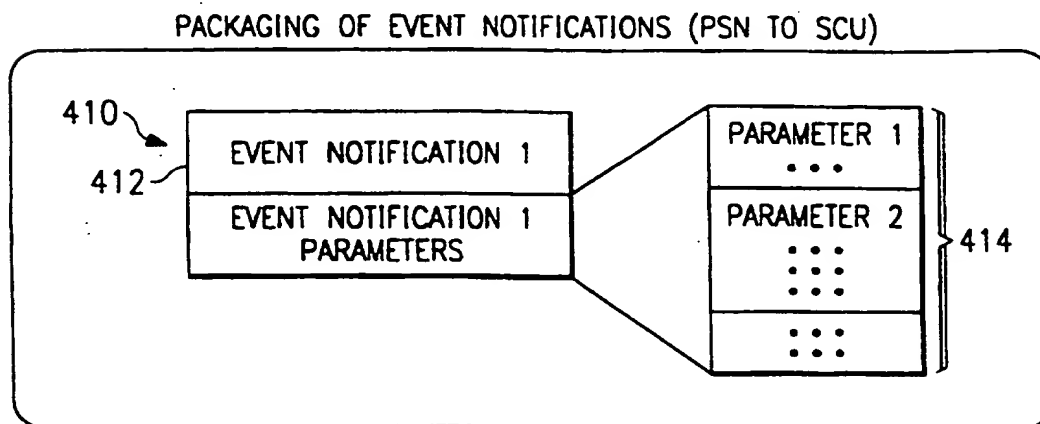 PACKAGING OF EVENT NOTIFICATIONS (PSN TO SCU)
410
412
EVENT NOTIFICATION 1
EVENT NOTIFICATION 1
PARAMETERS
PARAMETER 1
• • •
PARAMETER 2
• • •
• • •
• • •
• • •
• • •
414